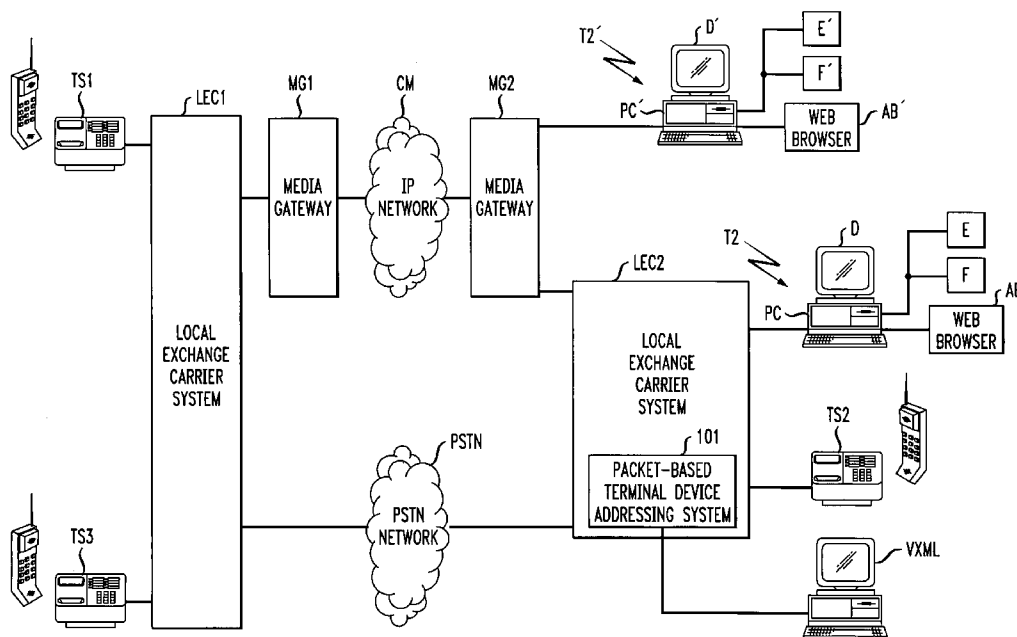 D´
T2´
E´
F´
PC´
AB´
WEB
BROWSER
TS1
LEC1
MG1
CM
MG2
MEDIA
GATEWAY
IP
NETWORK
MEDIA
GATEWAY
D
T2
E
F
LEC2
PC
AB
WEB
BROWSER
LOCAL
EXCHANGE
CARRIER
SYSTEM
LOCAL
EXCHANGE
CARRIER
SYSTEM
TS2
101
PACKET-BASED
TERMINAL DEVICE
ADDRESSING SYSTEM
PSTN
PSTN
NETWORK
TS3
VXML